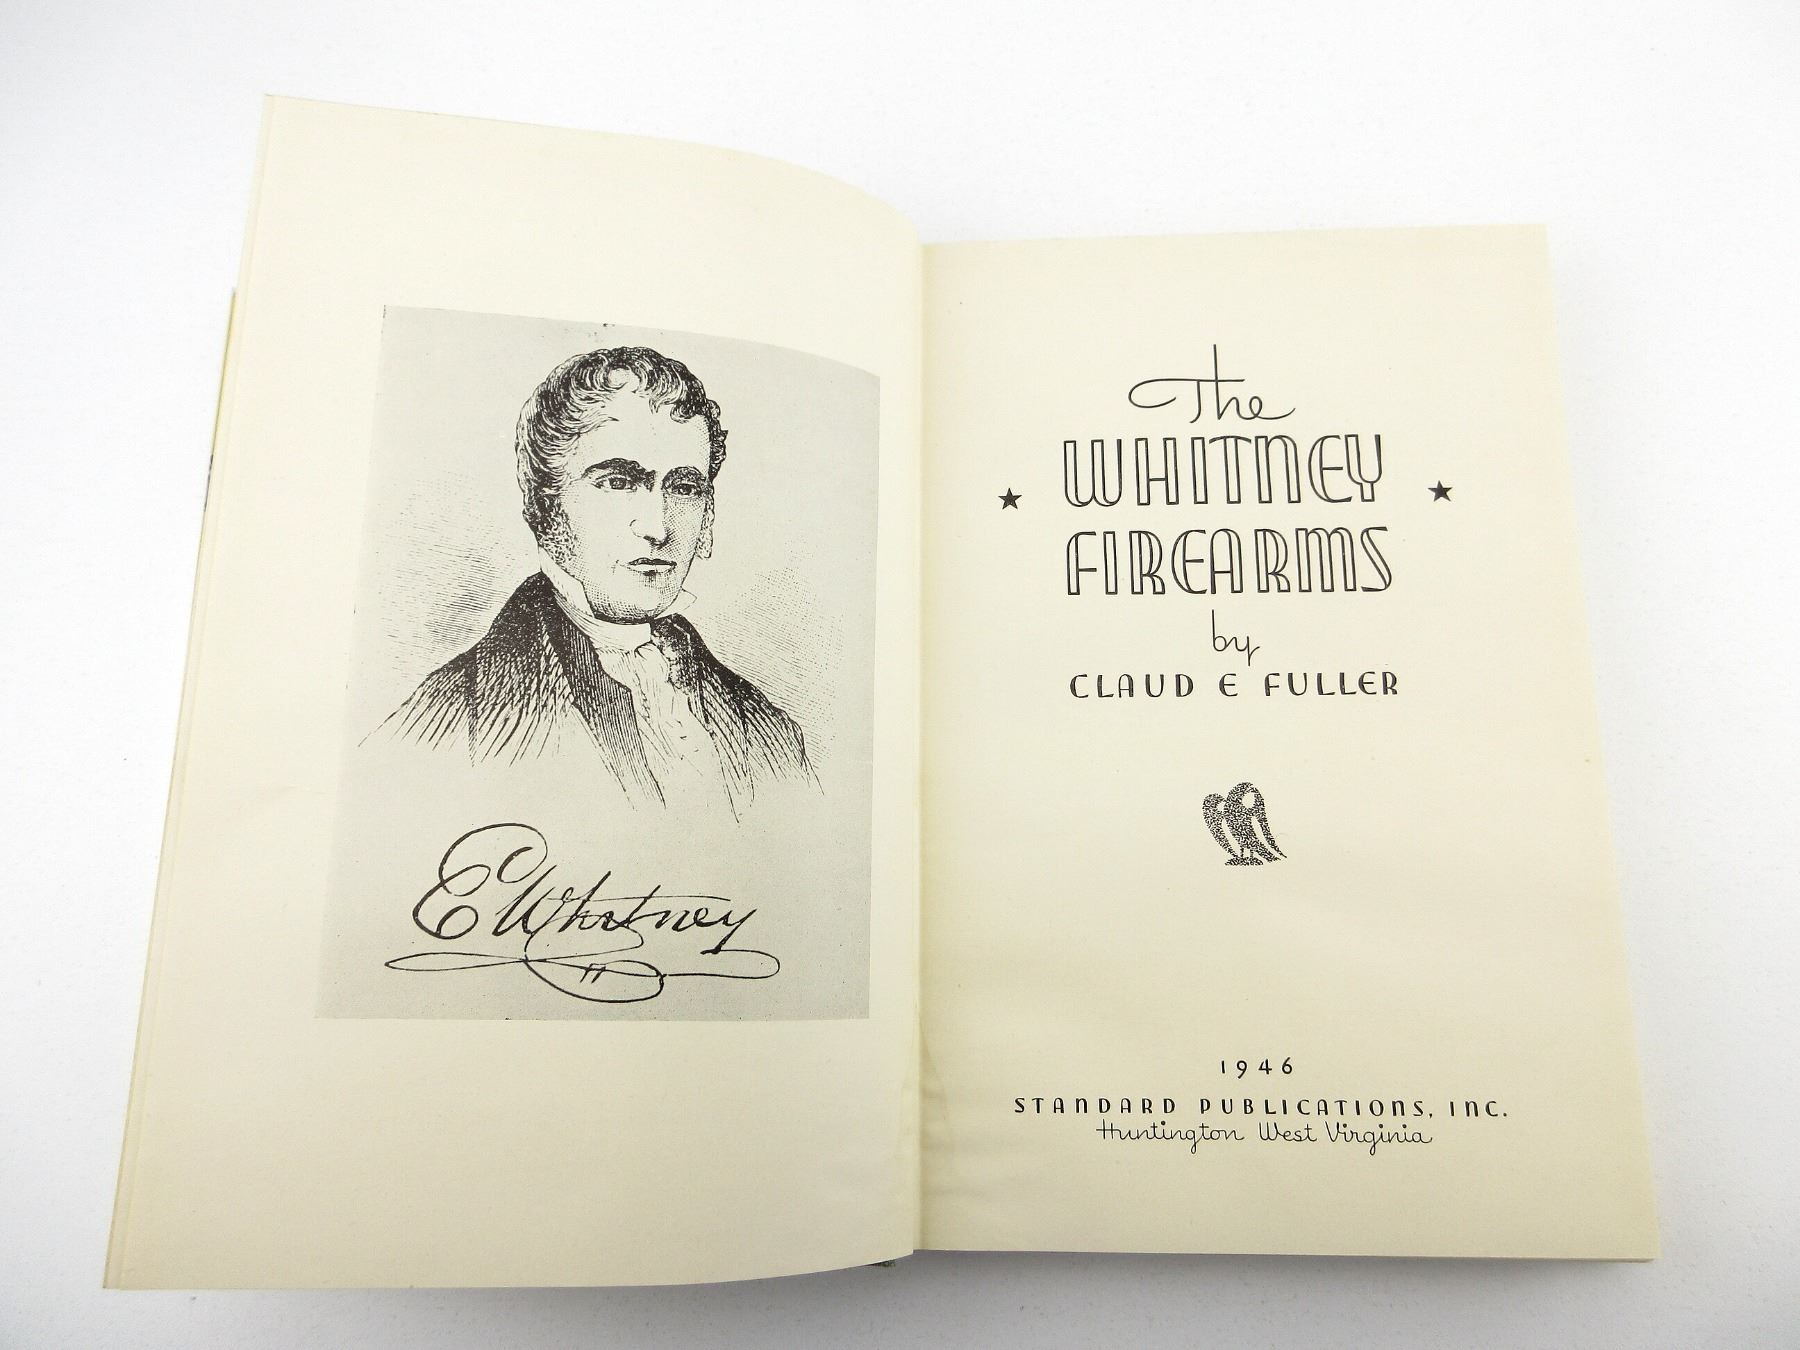 E Whitney
The
WHITNEY
FIREARMS
by
CLAUD E FULLER
1946
STANDARD PUBLICATIONS, INC.
Huntington West Virginia